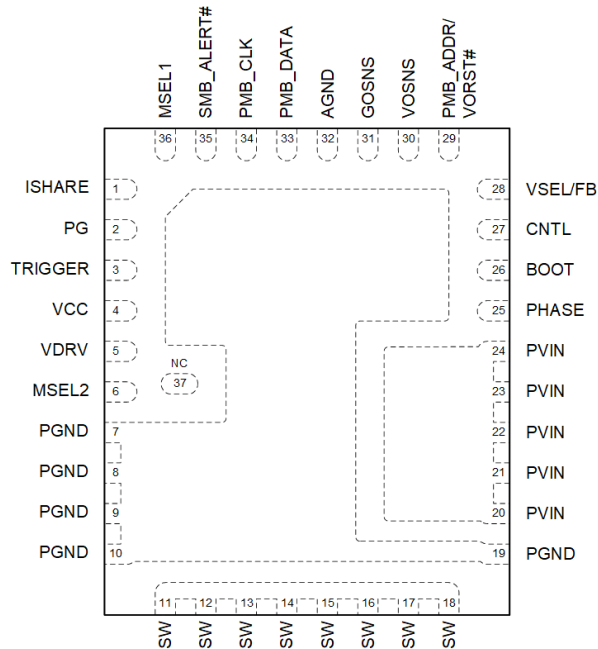 MSEL1
SMB_ALERT#
PMB_CLK
PMB_DATA
AGND
GOSNS
VOSNS
PMB_ADDR/
VORST#
36 35 34 33 32 31 30 29
ISHARE 1 28 VSEL/FB
PG 2 27 CNTL
TRIGGER 3 26 BOOT
VCC 4 25 PHASE
VDRV 5 24 PVIN
NC
MSEL2 6 37 23 PVIN
PGND 7 22 PVIN
PGND 8 21 PVIN
PGND 9 20 PVIN
PGND 10 19 PGND
11 12 13 14 15 16 17 18
SW SW SW SW SW SW SW SW